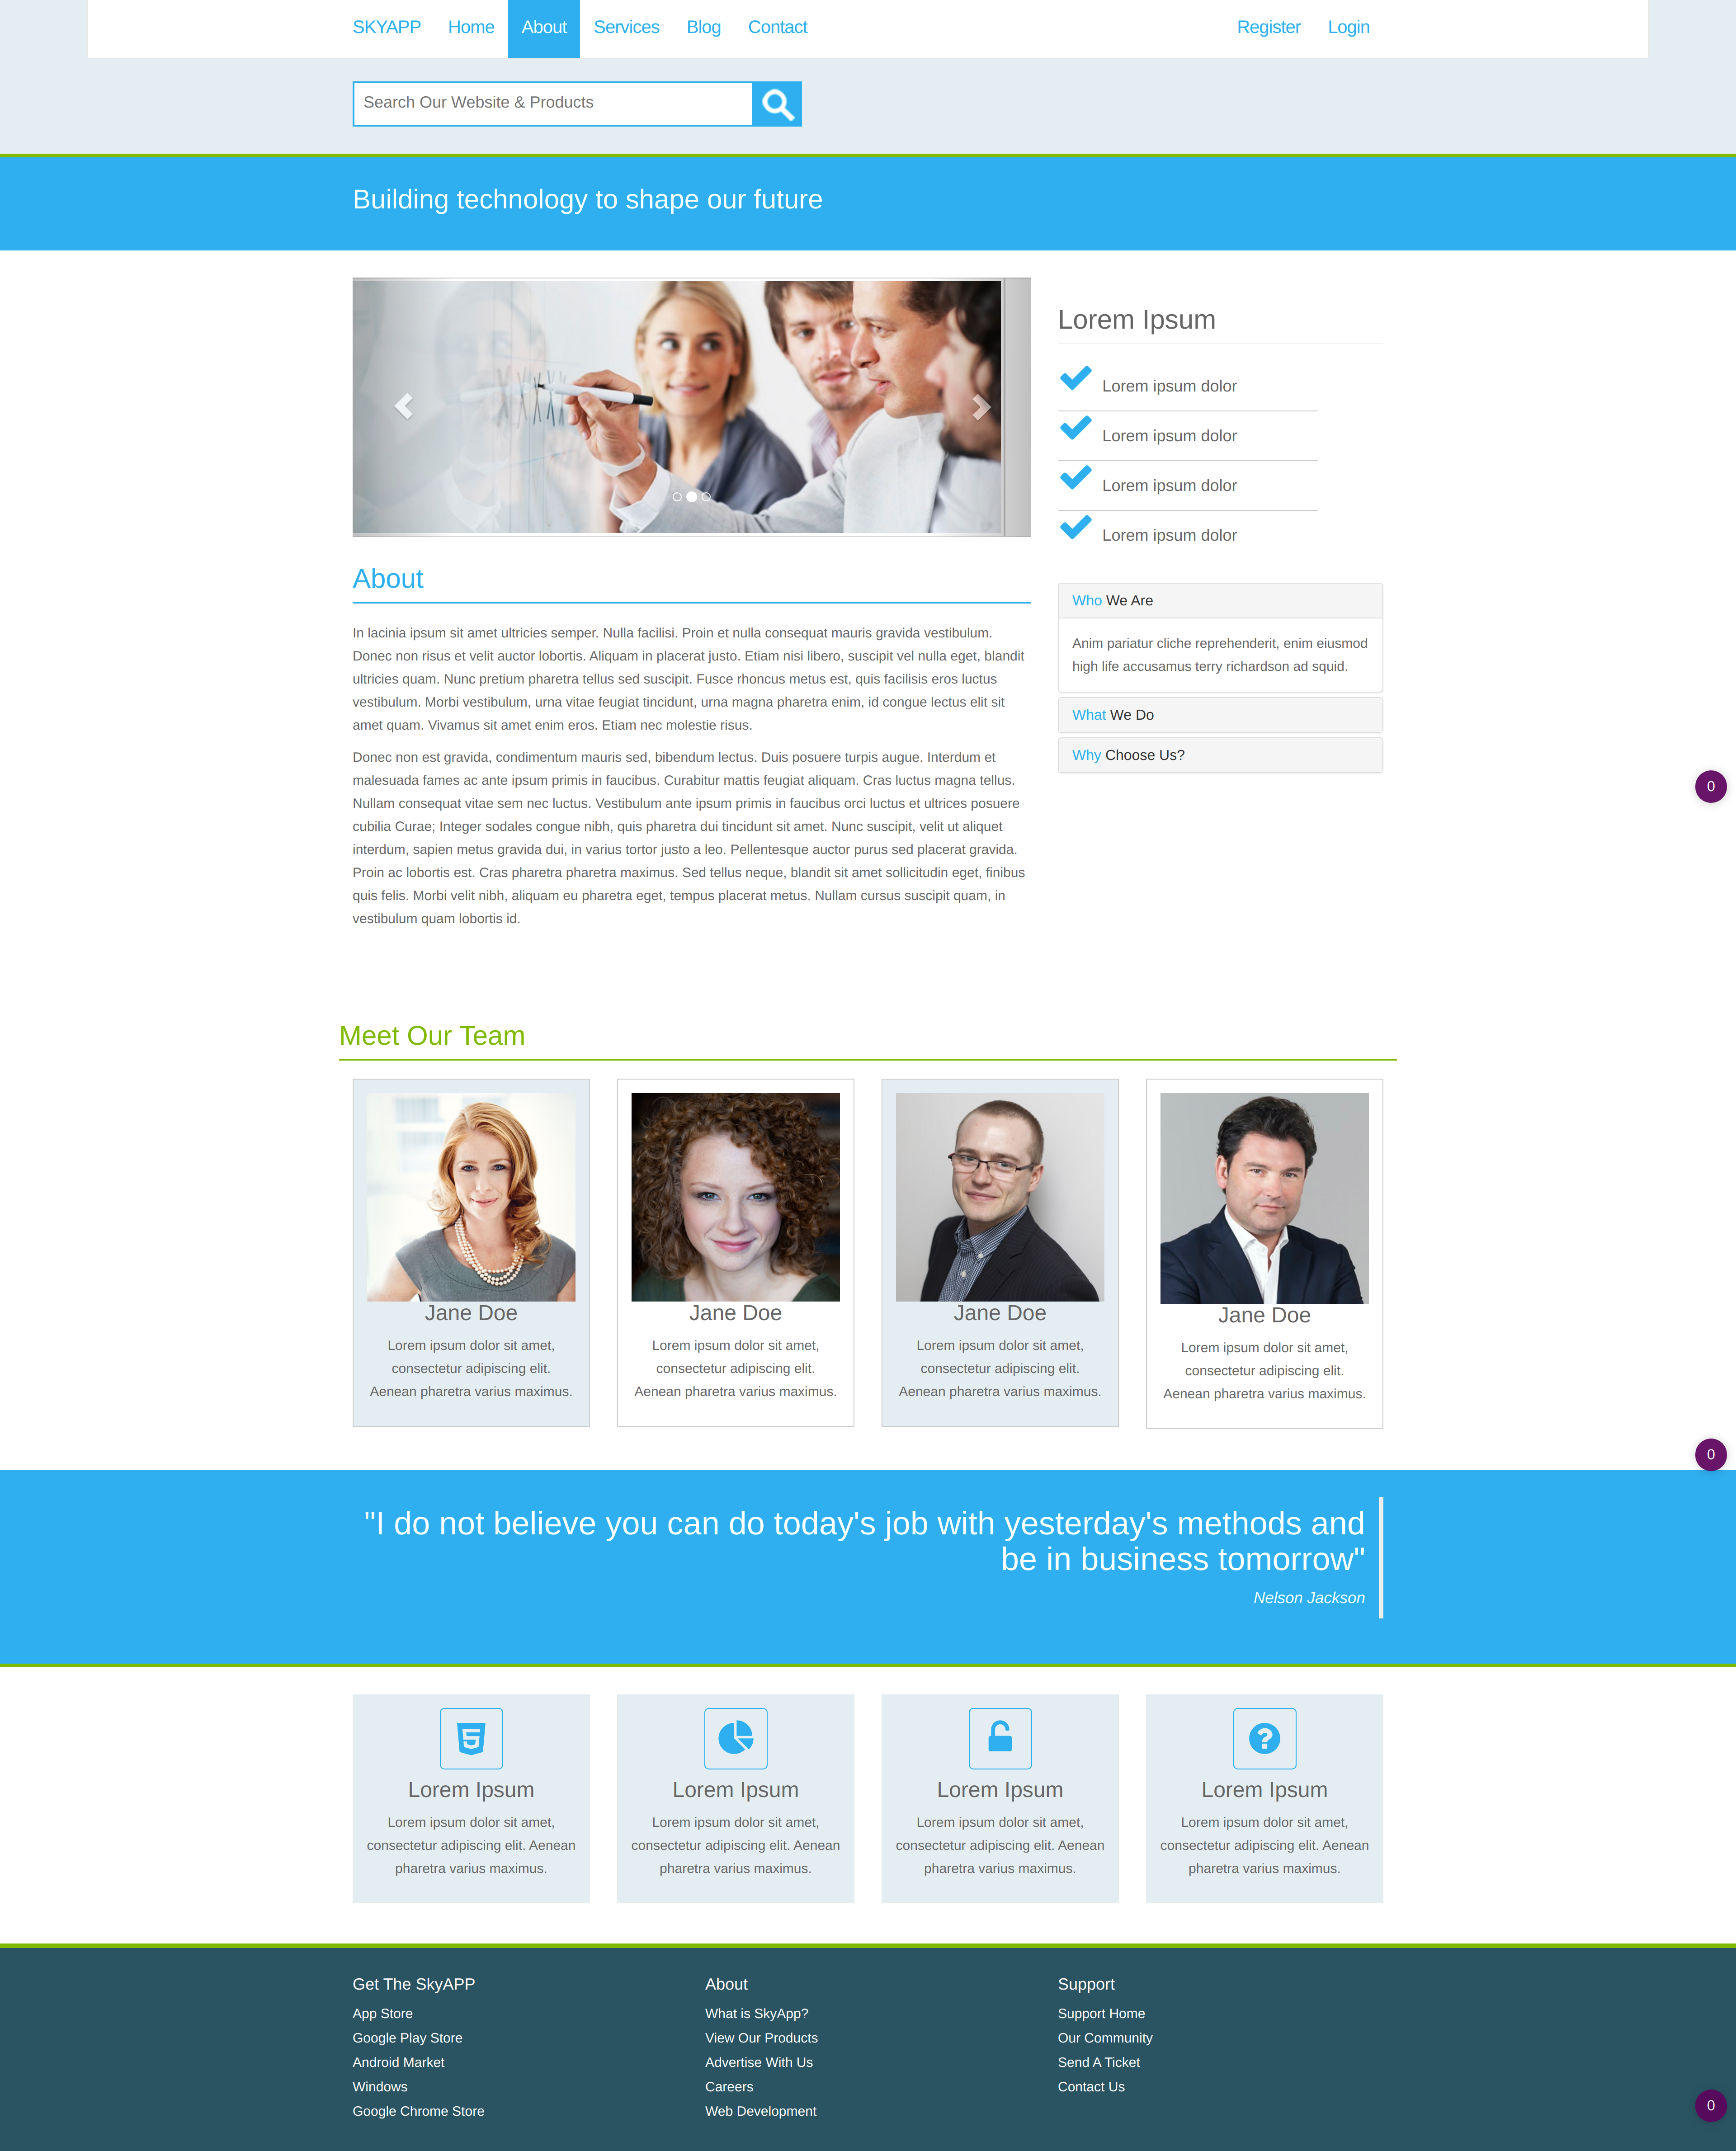 SKYAPP Home About Services Blog Contact Register Login
Search Our Website & Products
Building technology to shape our future
About
In lacinia ipsum sit amet ultricies semper. Nulla facilisi. Proin et nulla consequat mauris gravida vestibulum.
Donec non risus et velit auctor lobortis. Aliquam in placerat justo. Etiam nisi libero, suscipit vel nulla eget, blandit
ultricies quam. Nunc pretium pharetra tellus sed suscipit. Fusce rhoncus metus est, quis facilisis eros luctus
vestibulum. Morbi vestibulum, urna vitae feugiat tincidunt, urna magna pharetra enim, id congue lectus elit sit
amet quam. Vivamus sit amet enim eros. Etiam nec molestie risus.
Donec non est gravida, condimentum mauris sed, bibendum lectus. Duis posuere turpis augue. Interdum et
malesuada fames ac ante ipsum primis in faucibus. Curabitur mattis feugiat aliquam. Cras luctus magna tellus.
Nullam consequat vitae sem nec luctus. Vestibulum ante ipsum primis in faucibus orci luctus et ultrices posuere
cubilia Curae; Integer sodales congue nibh, quis pharetra dui tincidunt sit amet. Nunc suscipit, velit ut aliquet
interdum, sapien metus gravida dui, in varius tortor justo a leo. Pellentesque auctor purus sed placerat gravida.
Proin ac lobortis est. Cras pharetra pharetra maximus. Sed tellus neque, blandit sit amet sollicitudin eget, finibus
quis felis. Morbi velit nibh, aliquam eu pharetra eget, tempus placerat metus. Nullam cursus suscipit quam, in
vestibulum quam lobortis id.
Lorem Ipsum
Lorem ipsum dolor
Lorem ipsum dolor
Lorem ipsum dolor
Lorem ipsum dolor
Who We Are
Anim pariatur cliche reprehenderit, enim eiusmod
high life accusamus terry richardson ad squid.
What We Do
Why Choose Us?
0
Meet Our Team
Jane Doe
Lorem ipsum dolor sit amet,
consectetur adipiscing elit.
Aenean pharetra varius maximus.
Jane Doe
Lorem ipsum dolor sit amet,
consectetur adipiscing elit.
Aenean pharetra varius maximus.
Jane Doe
Lorem ipsum dolor sit amet,
consectetur adipiscing elit.
Aenean pharetra varius maximus.
Jane Doe
Lorem ipsum dolor sit amet,
consectetur adipiscing elit.
Aenean pharetra varius maximus.
0
"I do not believe you can do today's job with yesterday's methods and
be in business tomorrow"
Nelson Jackson
Lorem Ipsum
Lorem ipsum dolor sit amet,
consectetur adipiscing elit. Aenean
pharetra varius maximus.
Lorem Ipsum
Lorem ipsum dolor sit amet,
consectetur adipiscing elit. Aenean
pharetra varius maximus.
Lorem Ipsum
Lorem ipsum dolor sit amet,
consectetur adipiscing elit. Aenean
pharetra varius maximus.
Lorem Ipsum
Lorem ipsum dolor sit amet,
consectetur adipiscing elit. Aenean
pharetra varius maximus.
Get The SkyAPP
App Store
Google Play Store
Android Market
Windows
Google Chrome Store
About
What is SkyApp?
View Our Products
Advertise With Us
Careers
Web Development
Support
Support Home
Our Community
Send A Ticket
Contact Us
0